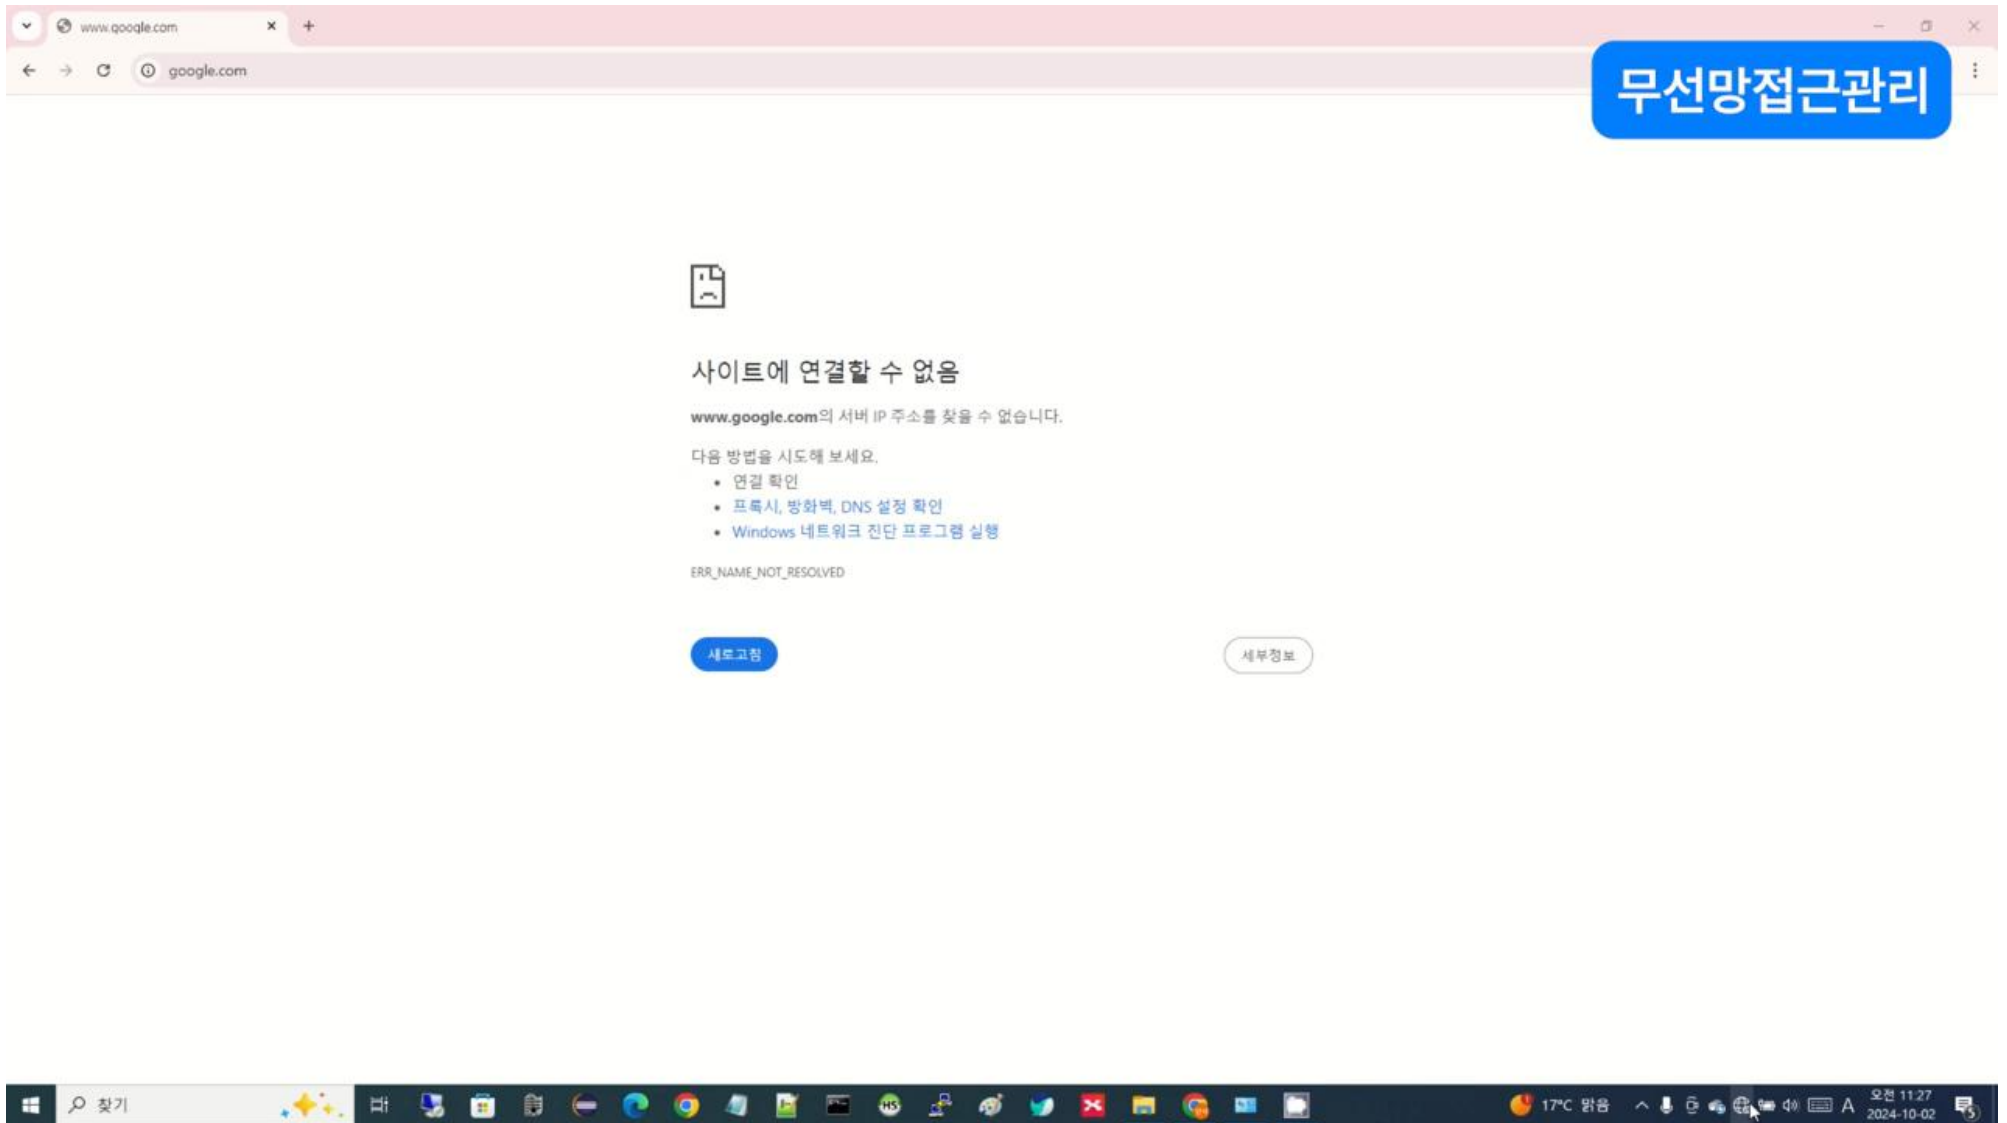 www.google.com
google.com
무선망접근관리
사이트에 연결할 수 없음
www.google.com의 서버 IP 주소를 찾을 수 없습니다.
다음 방법을 시도해 보세요.
연결 확인
프록시, 방화벽, DNS 설정 확인
Windows 네트워크 진단 프로그램 실행
ERR_NAME_NOT_RESOLVED
새로고침
세부정보
찾기
HS
17°C 맑음
A
오전 11:27
2024-10-02
5